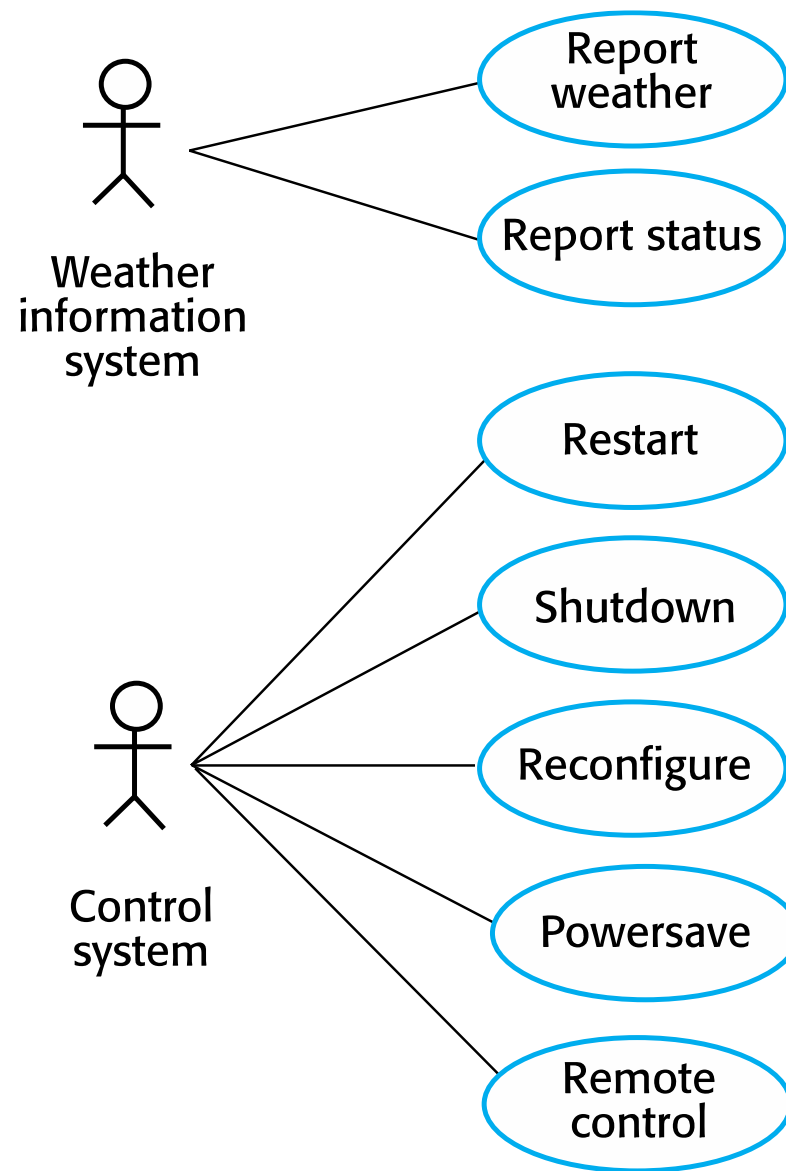 Report
weather
Report status
Weather
information
system
Restart
Shutdown
Reconfigure
Control
system
Powersave
Remote
control